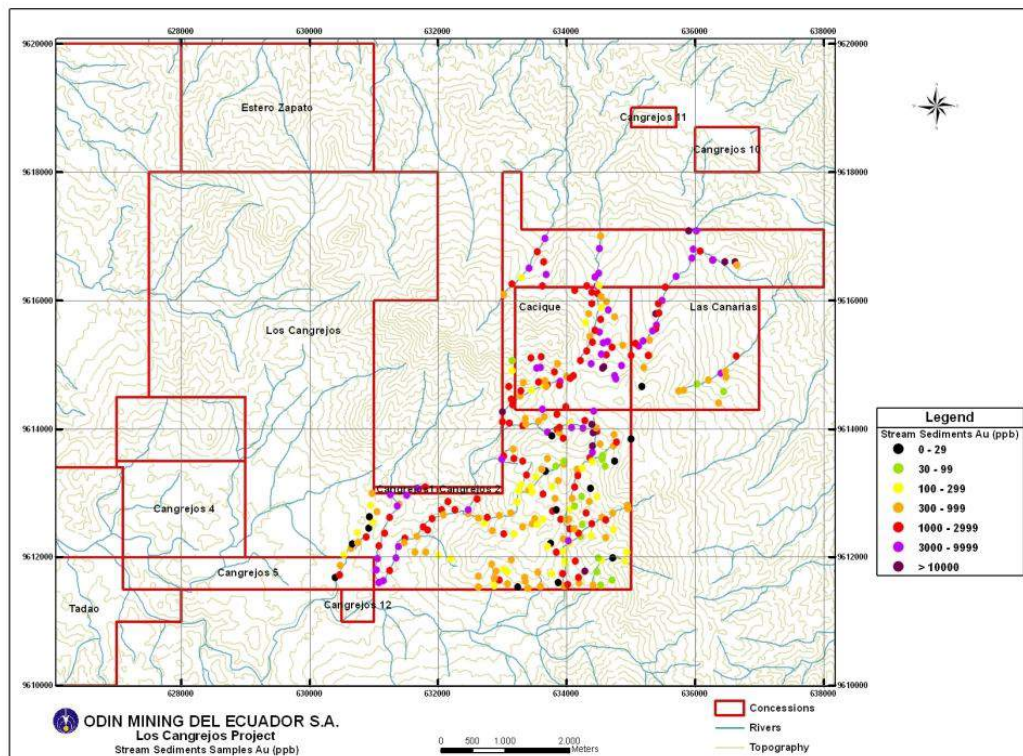 628000 630000 632000 634000 636000 638000
9620000 9620000
Estero Zapato
Cangrejos 11
Cangrejos 10
9618000 9618000
9616000 9616000
Cacique
Las Canarias
Los Cangrejos
9614000 9614000
Cangrejos 1 Cangrejos 2
Cangrejos 4
9612000 9612000
Cangrejos 5
Tadao
Cangrejos 12
9610000 9610000
628000 630000 632000 634000 636000 638000
Legend
Stream Sediments Au (ppb)
0 - 29
30 - 99
100 - 299
300 - 999
1000 - 2999
3000 - 9999
> 10000
ODIN MINING DEL ECUADOR S.A.
Los Cangrejos Project
Stream Sediments Samples Au (ppb)
0 500 1.000 2.000
Meters
Concessions
Rivers
Topography